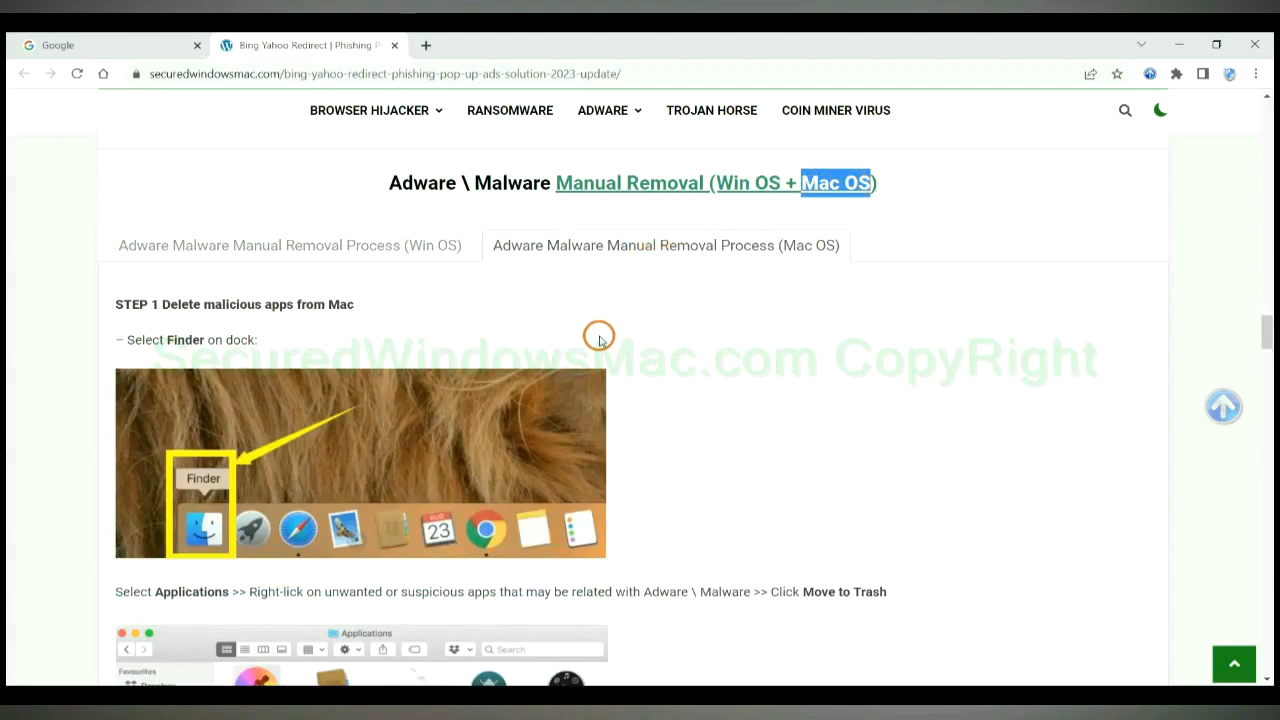 Google
Bing Yahoo Redirect | Phishing P
securedwindowsmac.com/bing-yahoo-redirect-phishing-pop-up-ads-solution-2023-update/
BROWSER HIJACKER RANSOMWARE ADWARE TROJAN HORSE COIN MINER VIRUS
Adware \ Malware Manual Removal (Win OS + Mac OS)
Adware Malware Manual Removal Process (Win OS) Adware Malware Manual Removal Process (Mac OS)
STEP 1 Delete malicious apps from Mac
– Select Finder on dock:
SecuredWindowsMac.com CopyRight
Finder
AUG
23
Select Applications >> Right-lick on unwanted or suspicious apps that may be related with Adware \ Malware >> Click Move to Trash
Applications
Search
Favourites